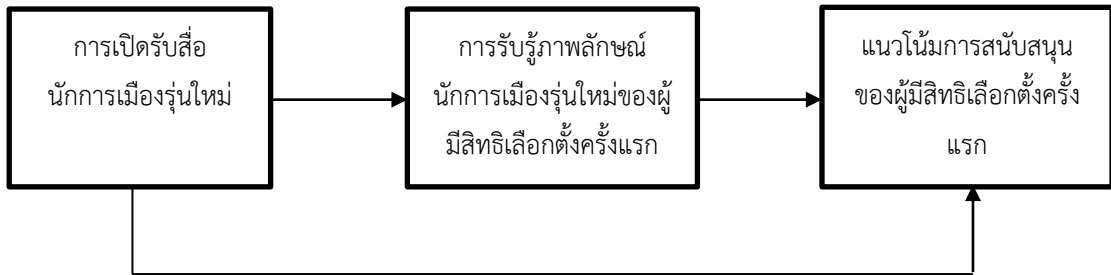 การเปิดรับสื่อ
นักการเมืองรุ่นใหม่
การรับรู้ภาพลักษณ์
นักการเมืองรุ่นใหม่ของผู้
มีสิทธิเลือกตั้งครั้งแรก
แนวโน้มการสนับสนุน
ของผู้มีสิทธิเลือกตั้งครั้ง
แรก